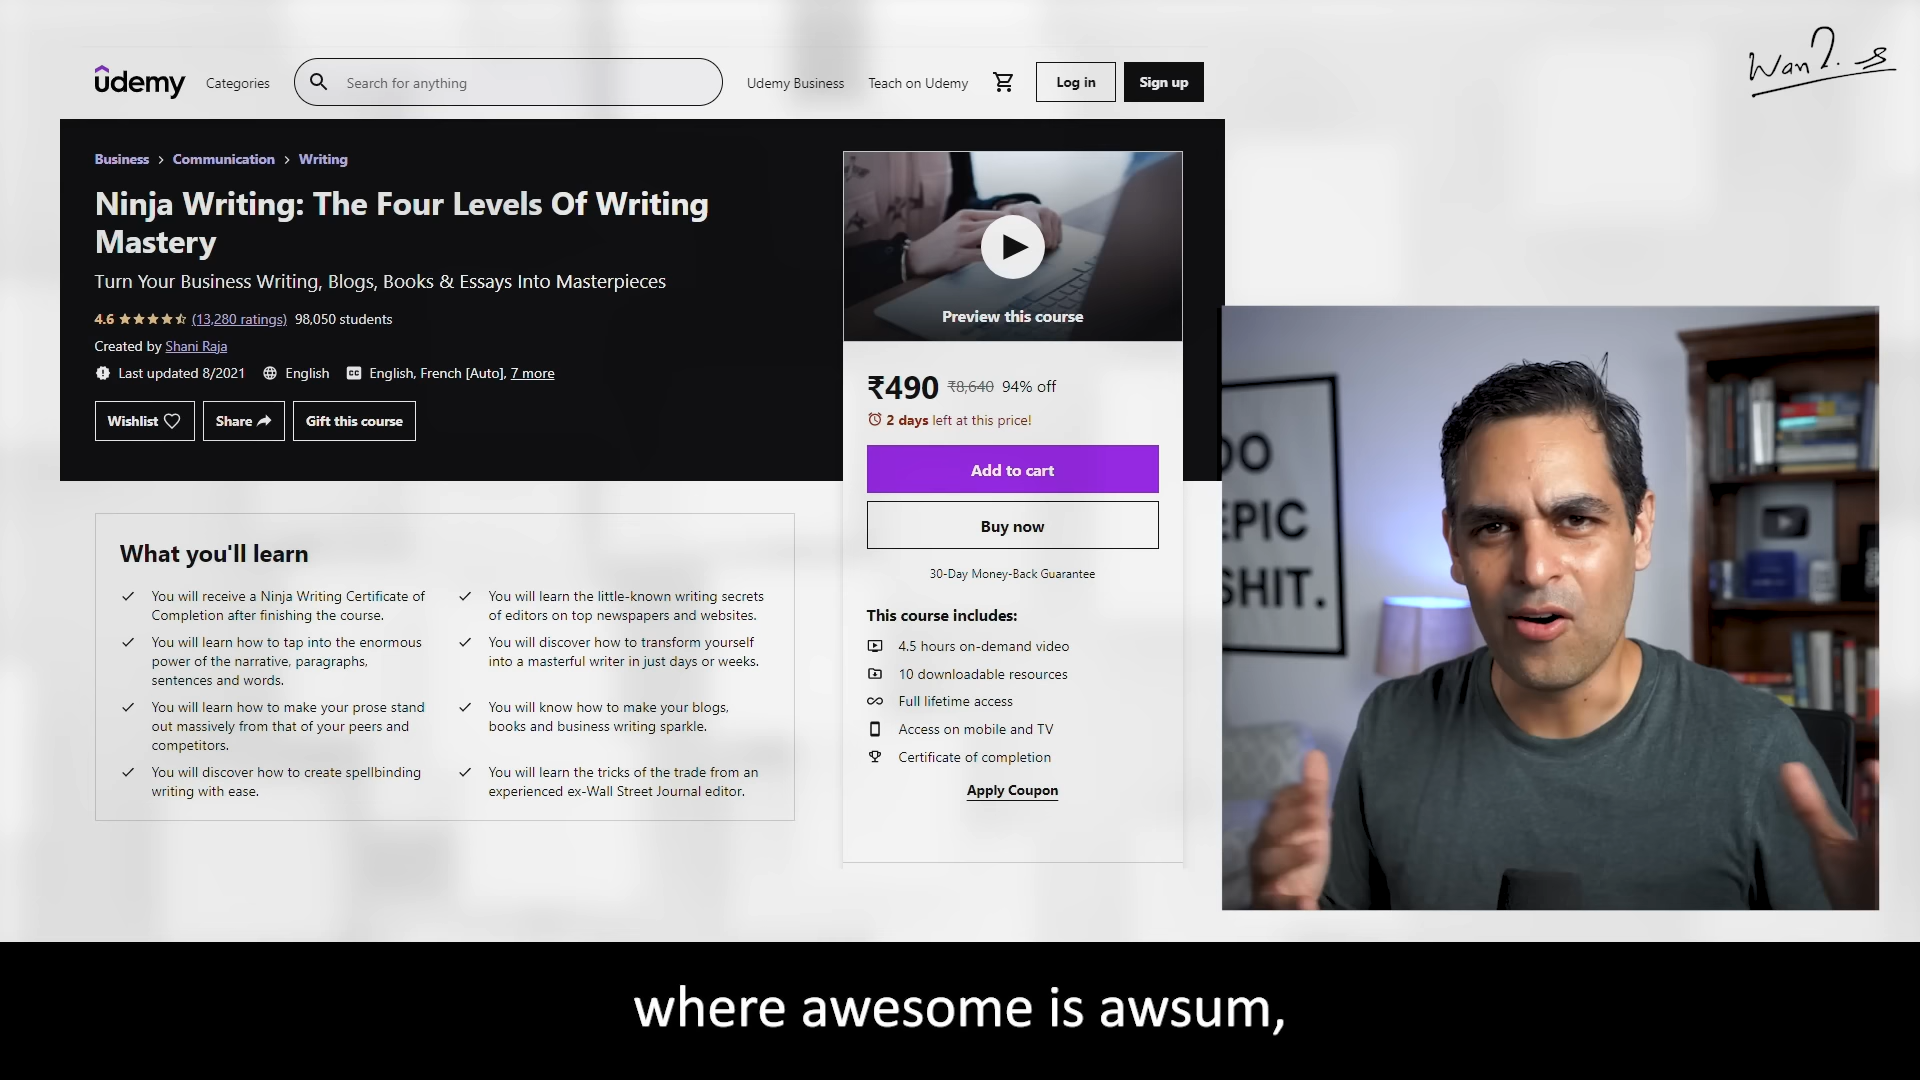 udemy
Categories
Search for anything
Udemy Business
Teach on Udemy
Log in
Sign up
Business > Communication > Writing
Ninja Writing: The Four Levels Of Writing
Mastery
Turn Your Business Writing, Blogs, Books & Essays Into Masterpieces
4.6 (13,280 ratings) 98,050 students
Created by Shani Raja
Last updated 8/2021 English English, French [Auto], 7 more
Wishlist
Share
Gift this course
Preview this course
₹490 ₹8,640 94% off
2 days left at this price!
Add to cart
Buy now
30-Day Money-Back Guarantee
This course includes:
4.5 hours on-demand video
10 downloadable resources
Full lifetime access
Access on mobile and TV
Certificate of completion
Apply Coupon
What you'll learn
You will receive a Ninja Writing Certificate of
Completion after finishing the course.
You will learn how to tap into the enormous
power of the narrative, paragraphs,
sentences and words.
You will learn how to make your prose stand
out massively from that of your peers and
competitors.
You will discover how to create spellbinding
writing with ease.
You will learn the little-known writing secrets
of editors on top newspapers and websites.
You will discover how to transform yourself
into a masterful writer in just days or weeks.
You will know how to make your blogs,
books and business writing sparkle.
You will learn the tricks of the trade from an
experienced ex-Wall Street Journal editor.
DO
EPIC
SHIT.
where awesome is awsum,